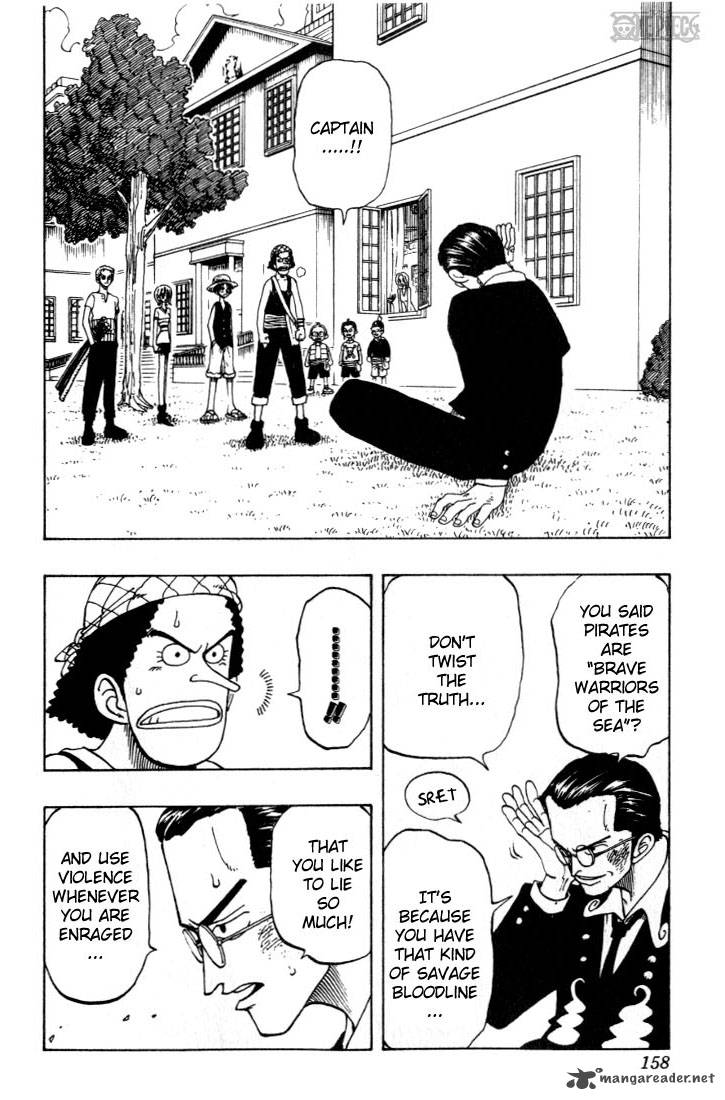 ONE PIECE
CAPTAIN
.....!!
YOU SAID
PIRATES
ARE
"BRAVE
WARRIORS
OF THE
SEA"?
DON'T
TWIST
THE
TRUTH...
SRET
IT'S
BECAUSE
YOU HAVE
THAT KIND
OF SAVAGE
BLOODLINE
...
.........!!
THAT
YOU LIKE
TO LIE
SO
MUCH!
AND USE
VIOLENCE
WHENEVER
YOU ARE
ENRAGED
...
158
mangareader.net